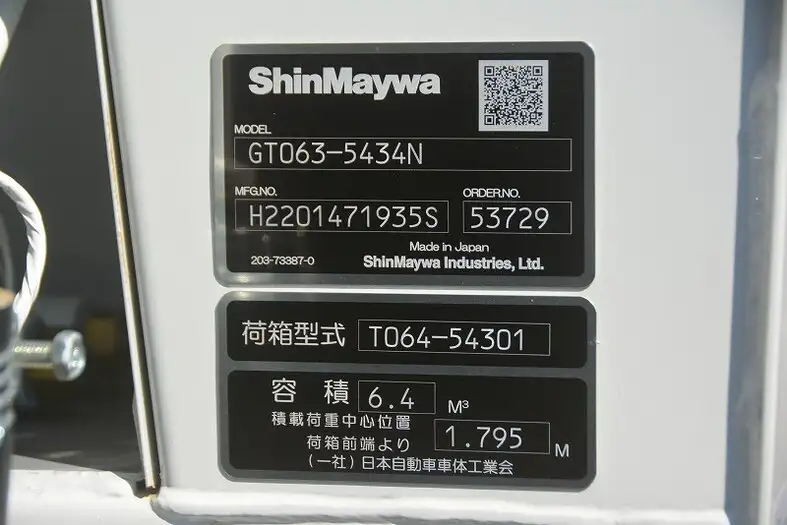 ShinMaywa
MODEL
GT063-5434N
MFG.NO.
H2201471935S
ORDER.NO.
53729
Made in Japan
203-73387-0
ShinMaywa Industries, Ltd.
荷箱型式 T064-54301
容積 6.4 M³
積載荷重中心位置
荷箱前端より
1.795 M
(一社)日本自動車車体工業会